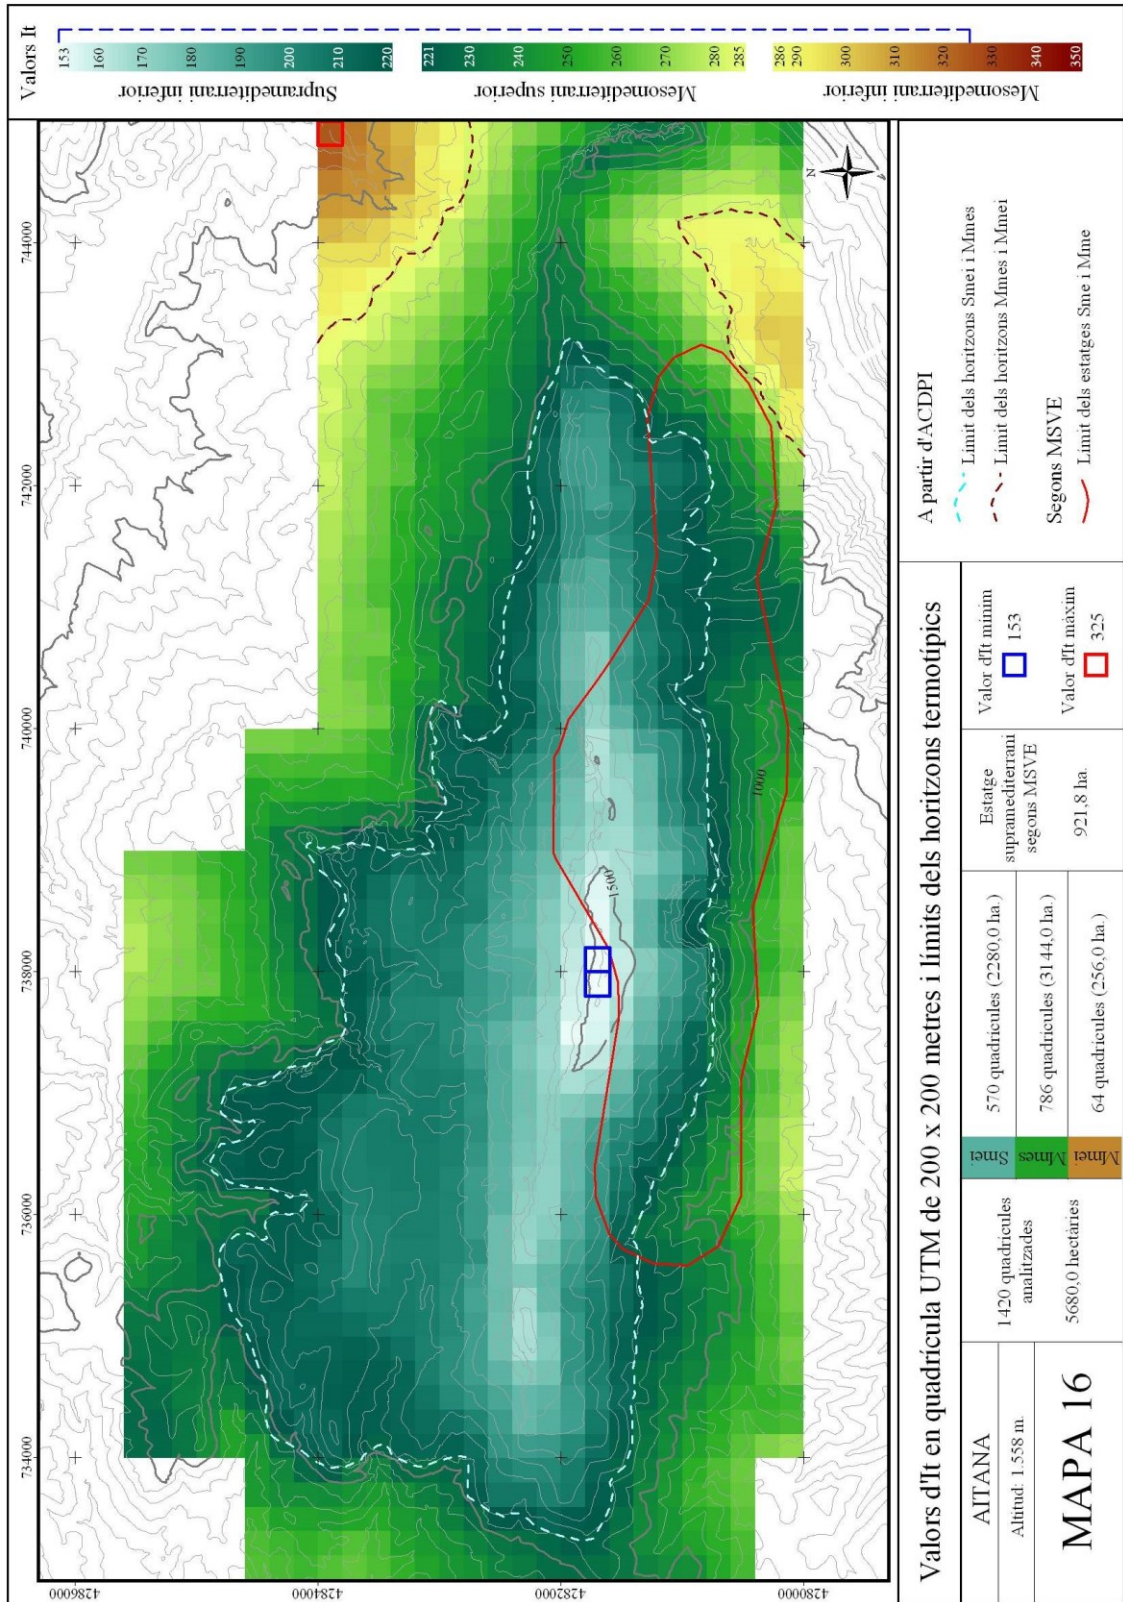 Valors It
153
160
170
180
190
200
210
220
Supramediterrani inferior
221
230
240
250
260
270
280
285
Mesomediterrani superior
286
290
300
310
320
330
340
350
Mesomediterrani inferior
734000
736000
738000
740000
742000
744000
4286000
4284000
4282000
4280000
1500
1000
N
Valors d'It en quadrícula UTM de 200 x 200 metres i límits dels horitzons termotípics
AITANA
Altitud: 1.558 m.
MAPA 16
1420 quadrícules
analitzades
5680,0 hectàries
Smei
570 quadrícules (2280,0 ha.)
Mmes
786 quadrícules (3144,0 ha.)
Mmei
64 quadrícules (256,0 ha.)
Estatge
supramediterrani
segons MSVE
921,8 ha.
Valor d'It mínim
153
Valor d'It màxim
325
A partir d'ACDPI
Límit dels horitzons Smei i Mmes
Límit dels horitzons Mmes i Mmei
Segons MSVE
Límit dels estatges Sme i Mme